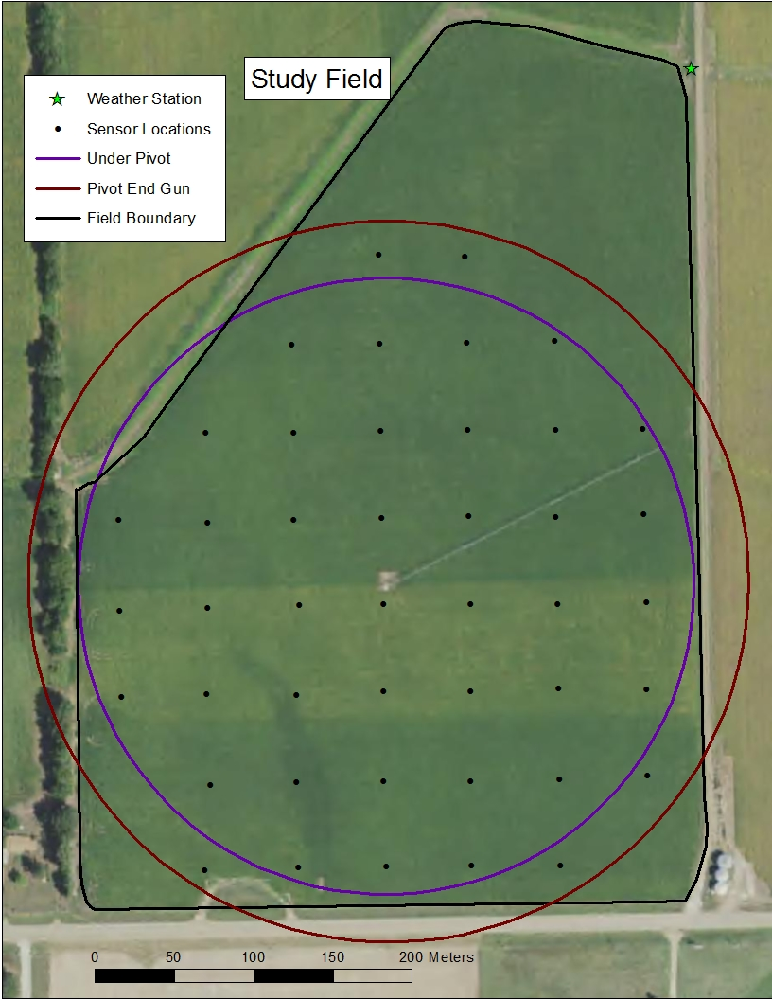 Study Field
Weather Station
Sensor Locations
Under Pivot
Pivot End Gun
Field Boundary
0 50 100 150 200 Meters